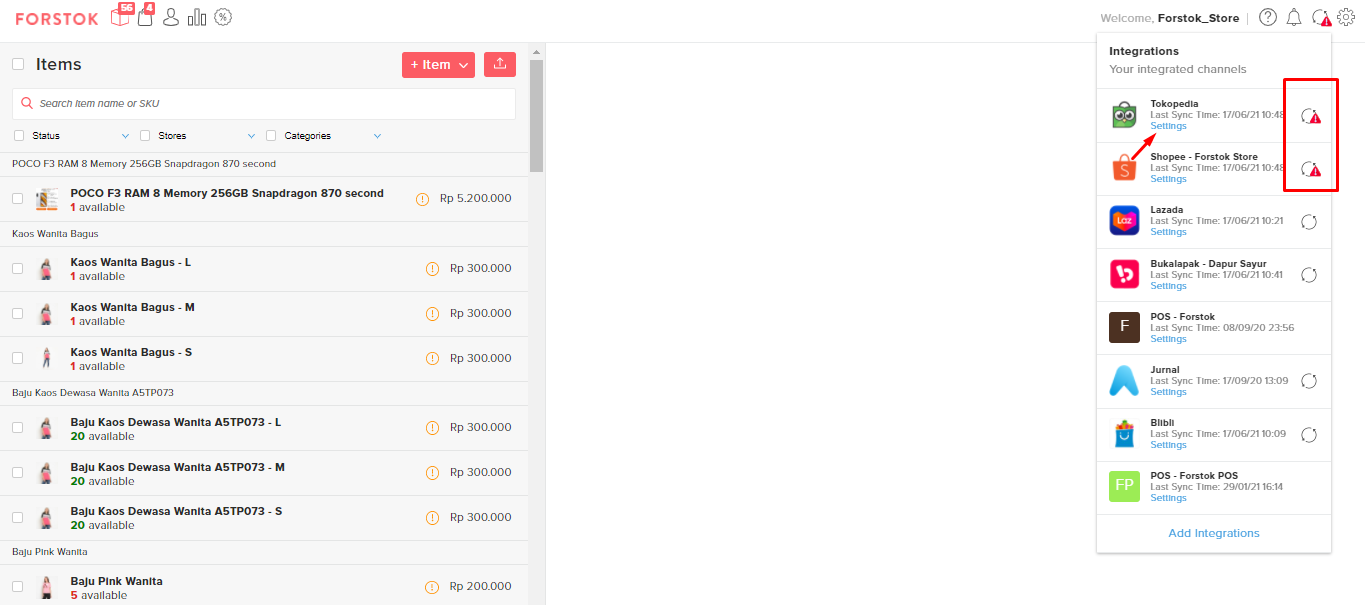 FORSTOK
56
4
Welcome, Forstok_Store
Items
+ Item
Search Item name or SKU
Status
Stores
Categories
POCO F3 RAM 8 Memory 256GB Snapdragon 870 second
POCO F3 RAM 8 Memory 256GB Snapdragon 870 second
1 available
Rp 5.200.000
Kaos Wanita Bagus
Kaos Wanita Bagus - L
1 available
Rp 300.000
Kaos Wanita Bagus - M
1 available
Rp 300.000
Kaos Wanita Bagus - S
1 available
Rp 300.000
Baju Kaos Dewasa Wanita A5TP073
Baju Kaos Dewasa Wanita A5TP073 - L
20 available
Rp 300.000
Baju Kaos Dewasa Wanita A5TP073 - M
20 available
Rp 300.000
Baju Kaos Dewasa Wanita A5TP073 - S
20 available
Rp 300.000
Baju Pink Wanita
Baju Pink Wanita
5 available
Rp 200.000
Integrations
Your integrated channels
Tokopedia
Last Sync Time: 17/06/21 10:48
Settings
S
Shopee - Forstok Store
Last Sync Time: 17/06/21 10:48
Settings
Laz
Lazada
Last Sync Time: 17/06/21 10:21
Settings
Bukalapak - Dapur Sayur
Last Sync Time: 17/06/21 10:41
Settings
F
POS - Forstok
Last Sync Time: 08/09/20 23:56
Settings
Jurnal
Last Sync Time: 17/09/20 13:09
Settings
Blibli
Last Sync Time: 17/06/21 10:09
Settings
FP
POS - Forstok POS
Last Sync Time: 29/01/21 16:14
Settings
Add Integrations